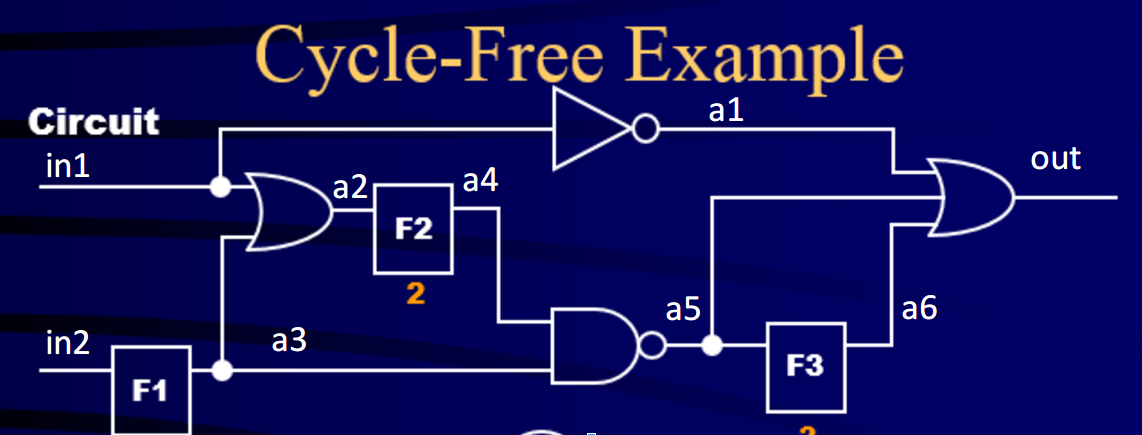 Cycle-Free Example
Circuit
a1
in1
out
a2
a4
F2
2
a5
a6
in2
a3
F3
F1